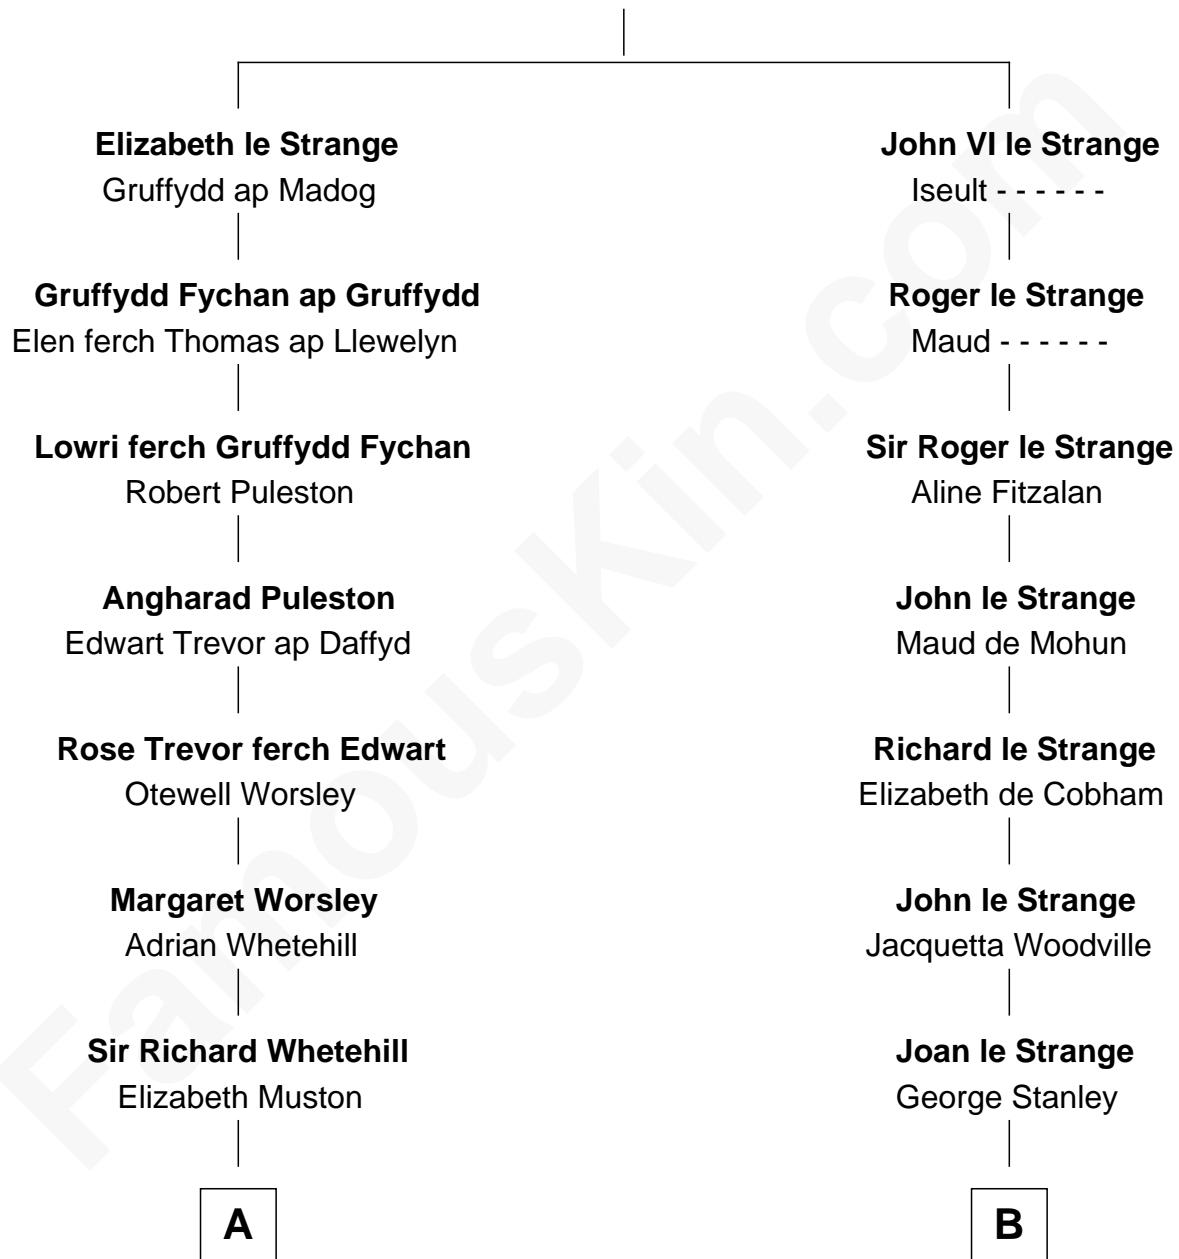 Elizabeth le Strange
Gruffydd ap Madog
John VI le Strange
Iseult - - - - - -
Gruffydd Fychan ap Gruffydd
Elen ferch Thomas ap Llewelyn
Roger le Strange
Maud - - - - - -
Lowri ferch Gruffydd Fychan
Robert Puleston
Sir Roger le Strange
Aline Fitzalan
Angharad Puleston
Edwart Trevor ap Daffyd
John le Strange
Maud de Mohun
Rose Trevor ferch Edwart
Otewell Worsley
Richard le Strange
Elizabeth de Cobham
Margaret Worsley
Adrian Whetehill
John le Strange
Jacquetta Woodville
Sir Richard Whetehill
Elizabeth Muston
Joan le Strange
George Stanley
A
B
FamousKin.com